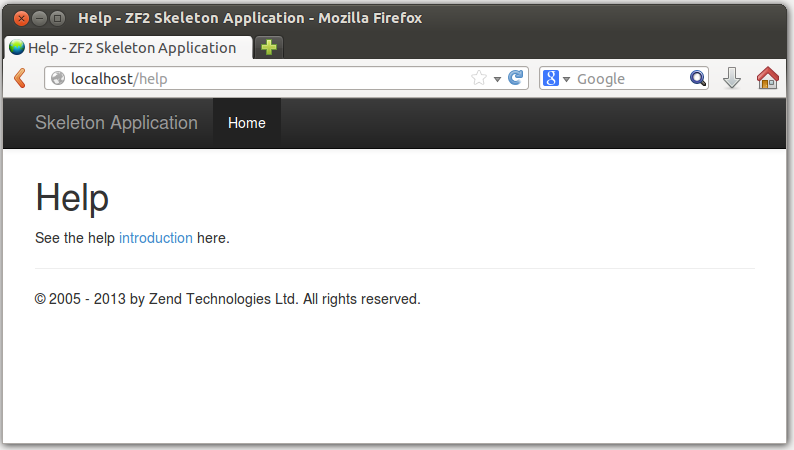 Help - ZF2 Skeleton Application - Mozilla Firefox
Help - ZF2 Skeleton Application
localhost/help
Google
Skeleton Application Home
Help
See the help introduction here.
© 2005 - 2013 by Zend Technologies Ltd. All rights reserved.